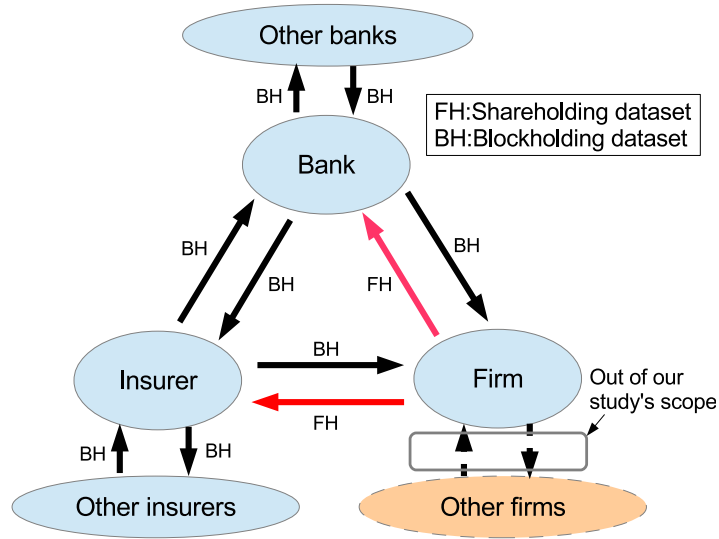 Other banks
BH
BH
FH:Shareholding dataset
BH:Blockholding dataset
Bank
BH
BH
BH
FH
Insurer
BH
FH
Firm
Out of our
study's scope
BH
BH
Other insurers
Other firms